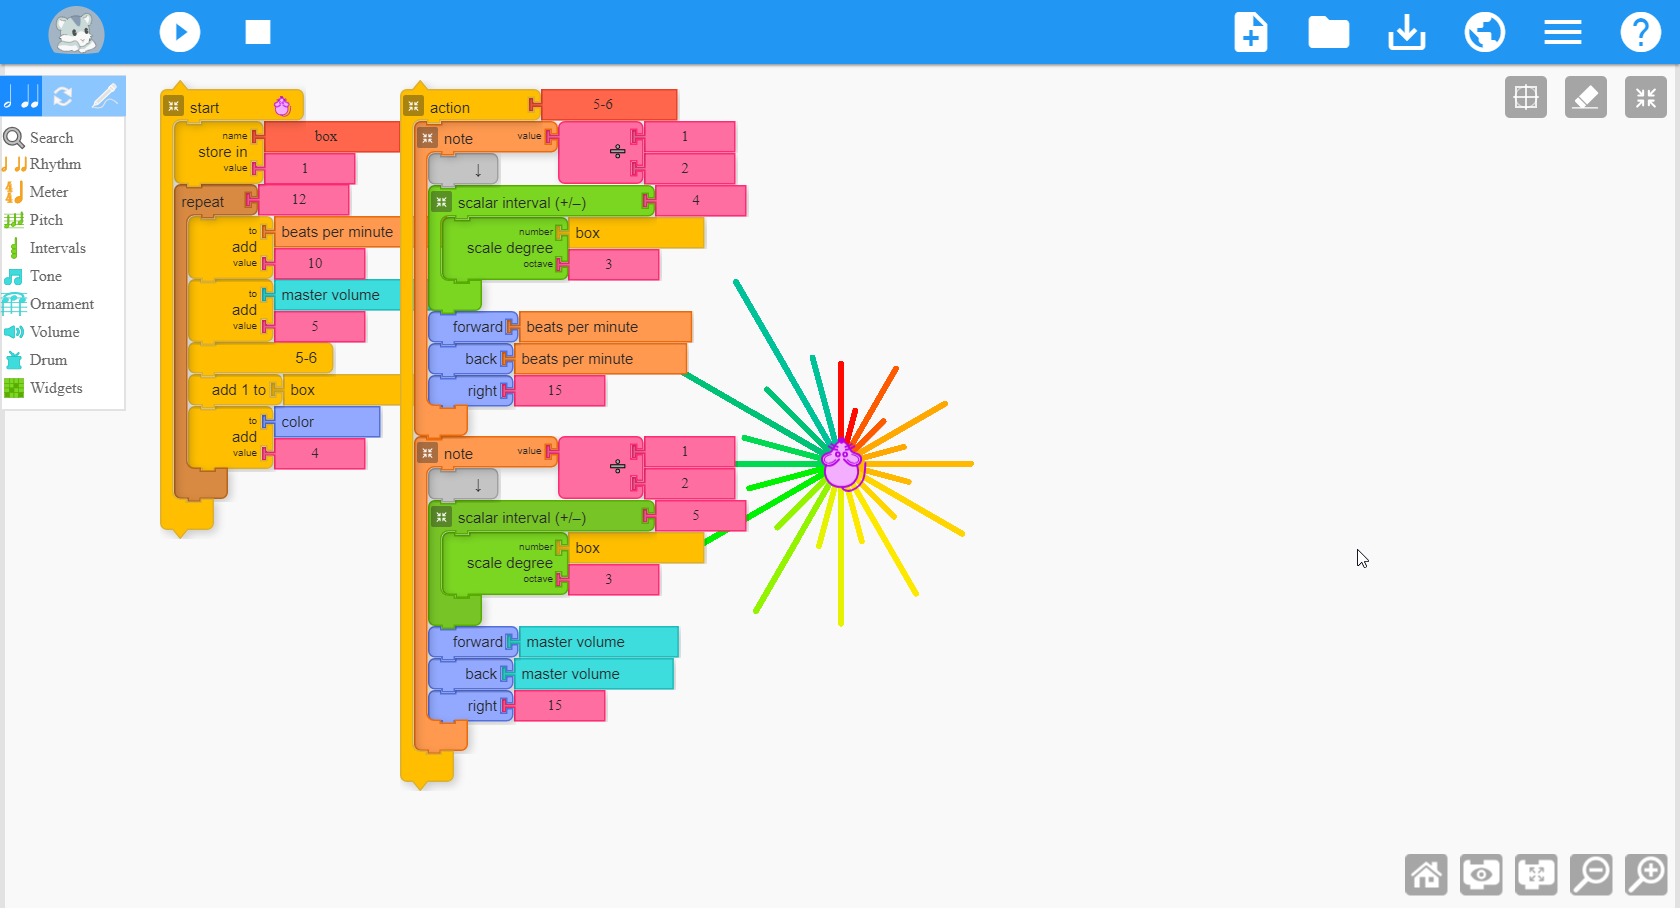 start
name
box
store in
value
1
repeat
12
to
beats per minute
add
value
10
to
master volume
add
value
5
5-6
add 1 to
box
to
color
add
value
4
action
5-6
note
value
÷
1
2
↓
scalar interval (+/–)
4
number
box
scale degree
octave
3
forward
beats per minute
back
beats per minute
right
15
note
value
÷
1
2
↓
scalar interval (+/–)
5
number
box
scale degree
octave
3
forward
master volume
back
master volume
right
15
Search
Rhythm
Meter
Pitch
Intervals
Tone
Ornament
Volume
Drum
Widgets